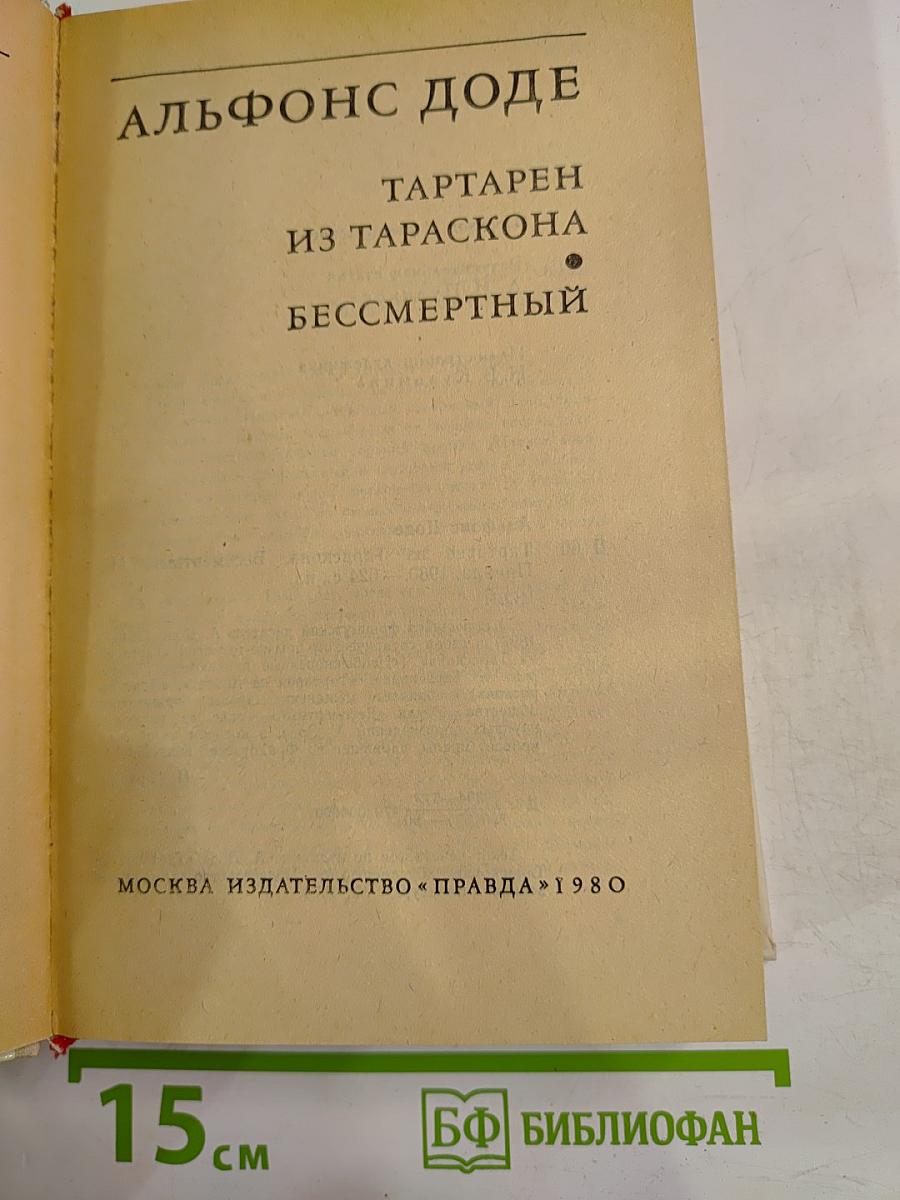 АЛЬФОНС ДОДЕ
ТАРТАРЕН
ИЗ ТАРАСКОНА
•
БЕССМЕРТНЫЙ
МОСКВА ИЗДАТЕЛЬСТВО «ПРАВДА» 1980
15 см
БФ БИБЛИОФАН